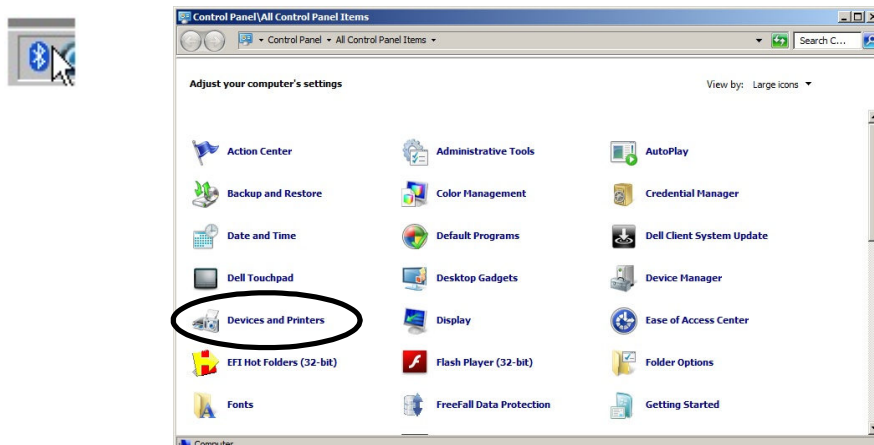 Control Panel\All Control Panel Items
Control Panel ▾ All Control Panel Items ▾
Search C...
Adjust your computer's settings
View by: Large icons ▾
Action Center
Administrative Tools
AutoPlay
Backup and Restore
Color Management
Credential Manager
Date and Time
Default Programs
Dell Client System Update
Dell Touchpad
Desktop Gadgets
Device Manager
Devices and Printers
Display
Ease of Access Center
EFI Hot Folders (32-bit)
Flash Player (32-bit)
Folder Options
Fonts
FreeFall Data Protection
Getting Started
Computer